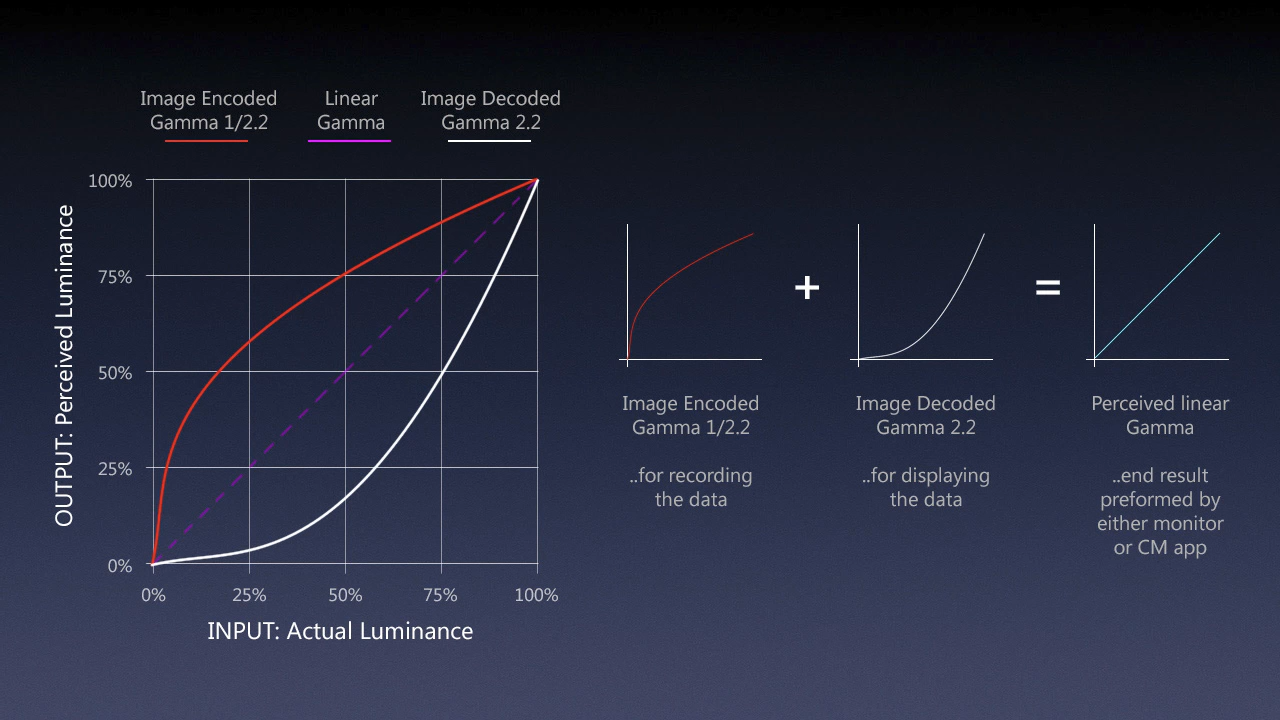 Image Encoded
Gamma 1/2.2
Linear
Gamma
Image Decoded
Gamma 2.2
OUTPUT: Perceived Luminance
100%
75%
50%
25%
0%
0%
25%
50%
75%
100%
INPUT: Actual Luminance
+
=
Image Encoded
Gamma 1/2.2
..for recording
the data
Image Decoded
Gamma 2.2
..for displaying
the data
Perceived linear
Gamma
..end result
preformed by
either monitor
or CM app